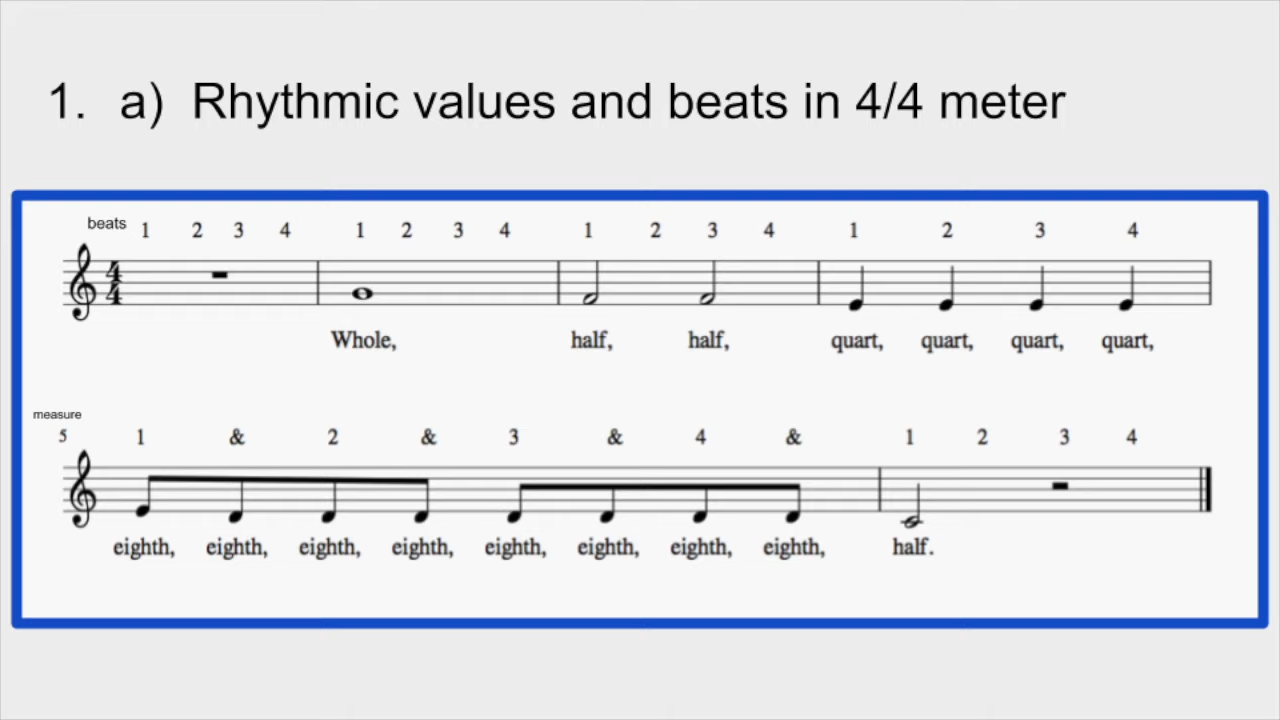 1. a) Rhythmic values and beats in 4/4 meter
beats 1 2 3 4 1 2 3 4 1 2 3 4 1 2 3 4
4
4
Whole, half, half, quart, quart, quart, quart,
measure
5 1 & 2 & 3 & 4 & 1 2 3 4
eighth, eighth, eighth, eighth, eighth, eighth, eighth, eighth, half.